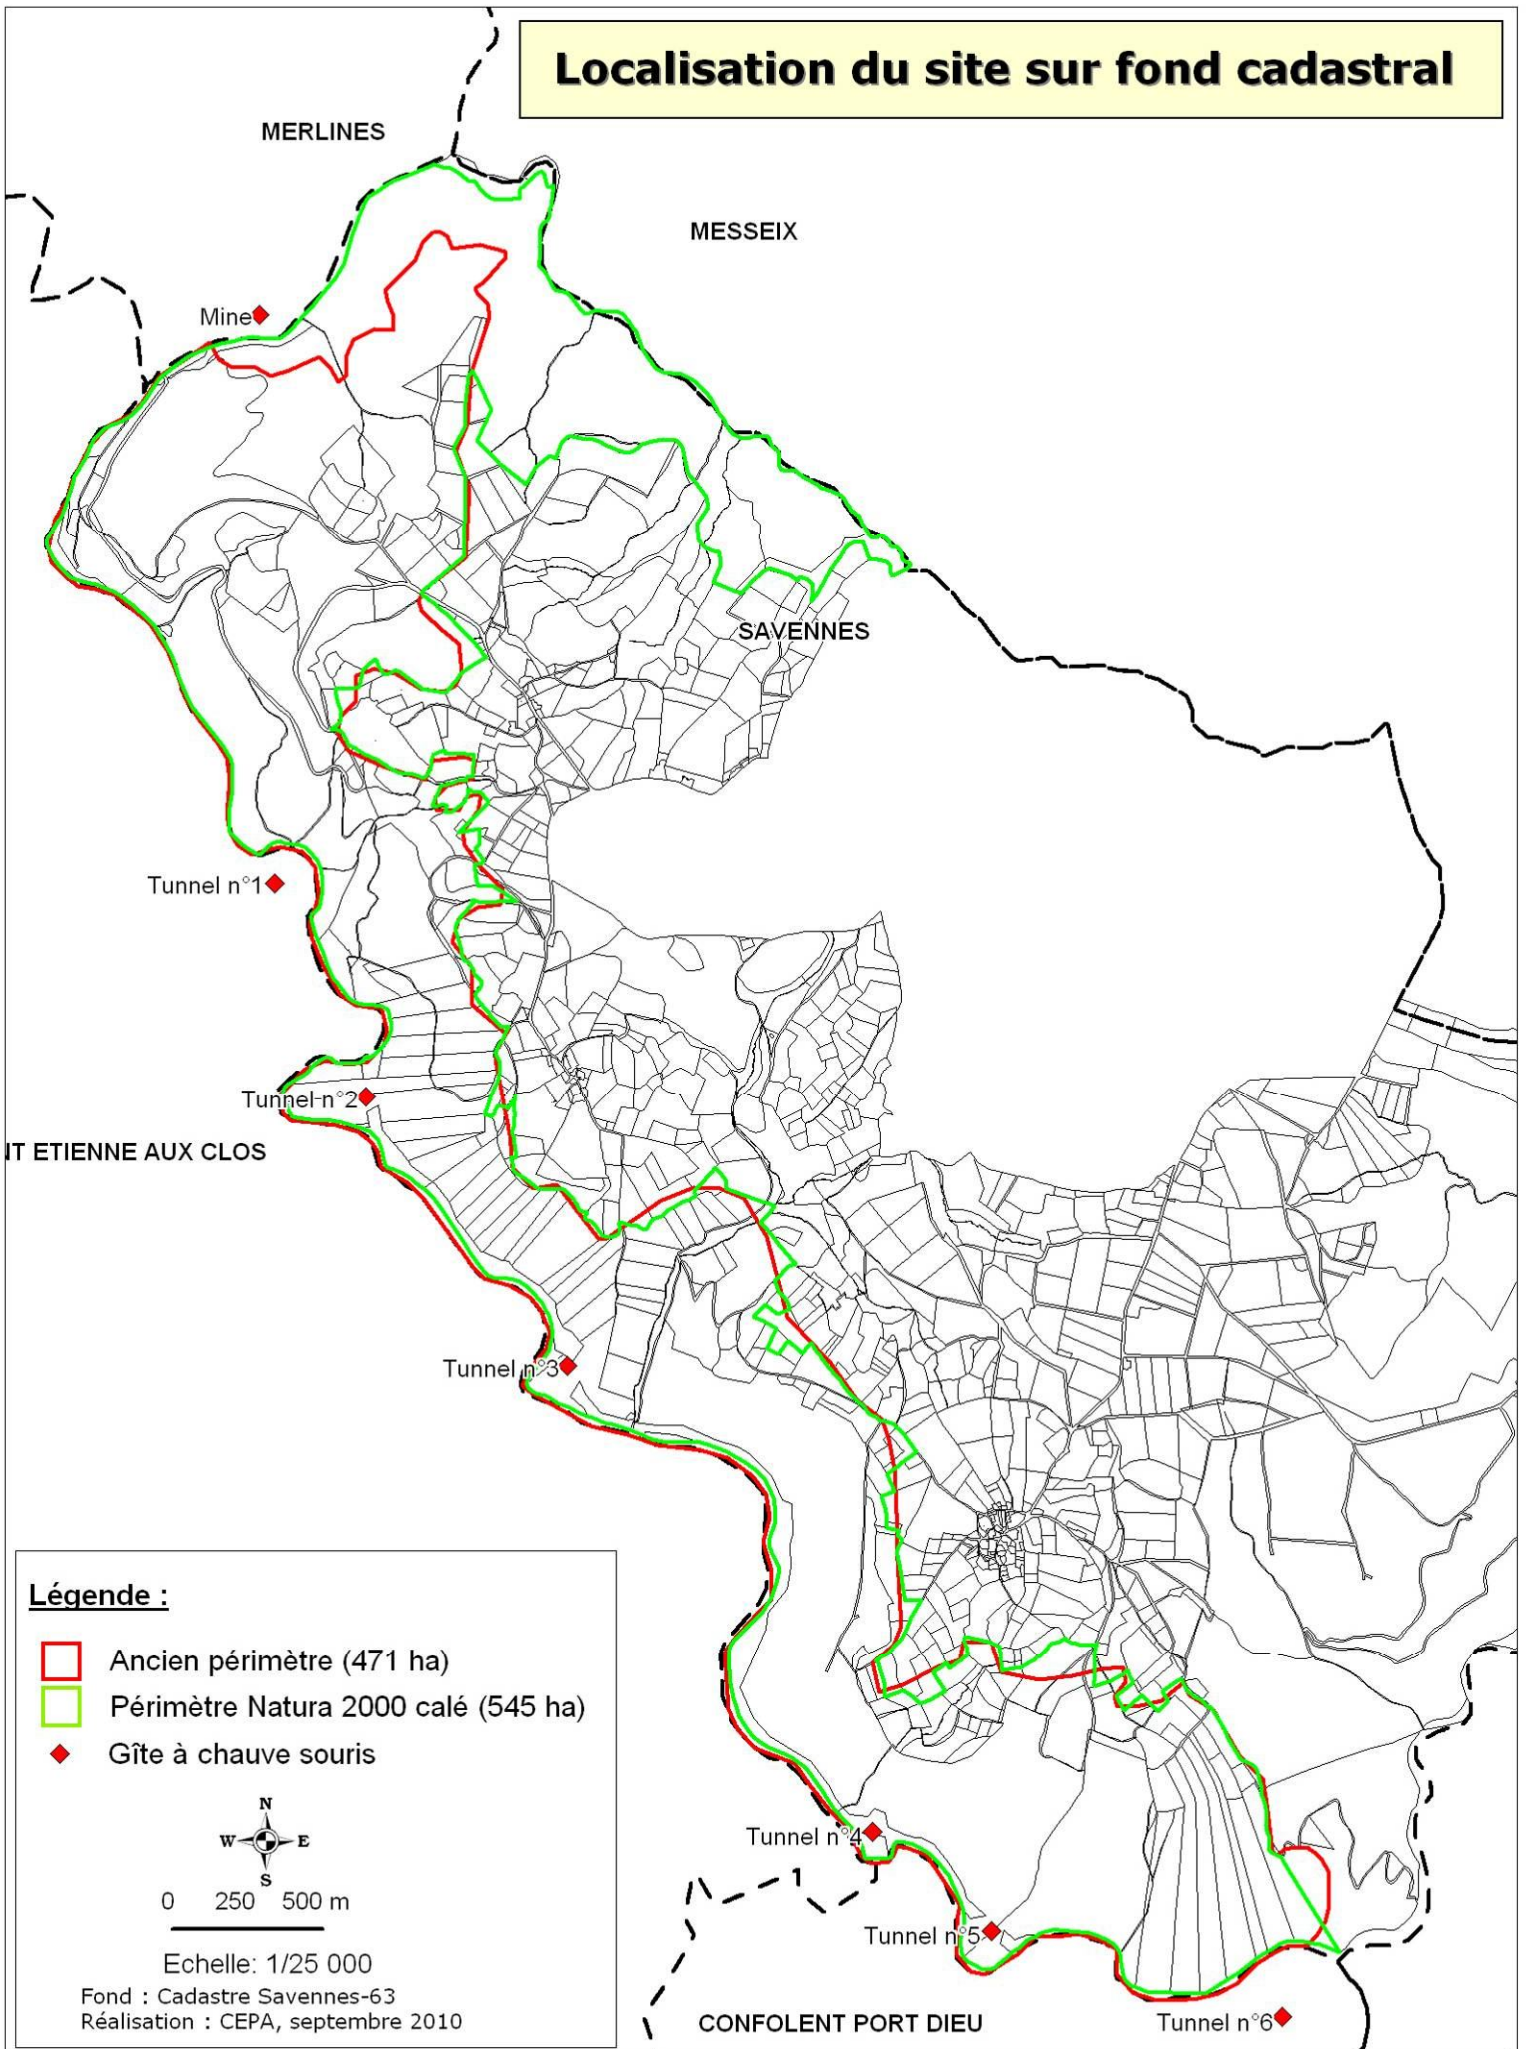 Localisation du site sur fond cadastral
MERLINES
MESSEIX
Mine
SAVENNES
Tunnel n°1
Tunnel n°2
NT ETIENNE AUX CLOS
Tunnel n°3
Légende :
Ancien périmètre (471 ha)
Périmètre Natura 2000 calé (545 ha)
Gîte à chauve souris
N
W E
S
0 250 500 m
Echelle: 1/25 000
Fond : Cadastre Savennes-63
Réalisation : CEPA, septembre 2010
Tunnel n°4
Tunnel n°5
CONFOLENT PORT DIEU
Tunnel n°6